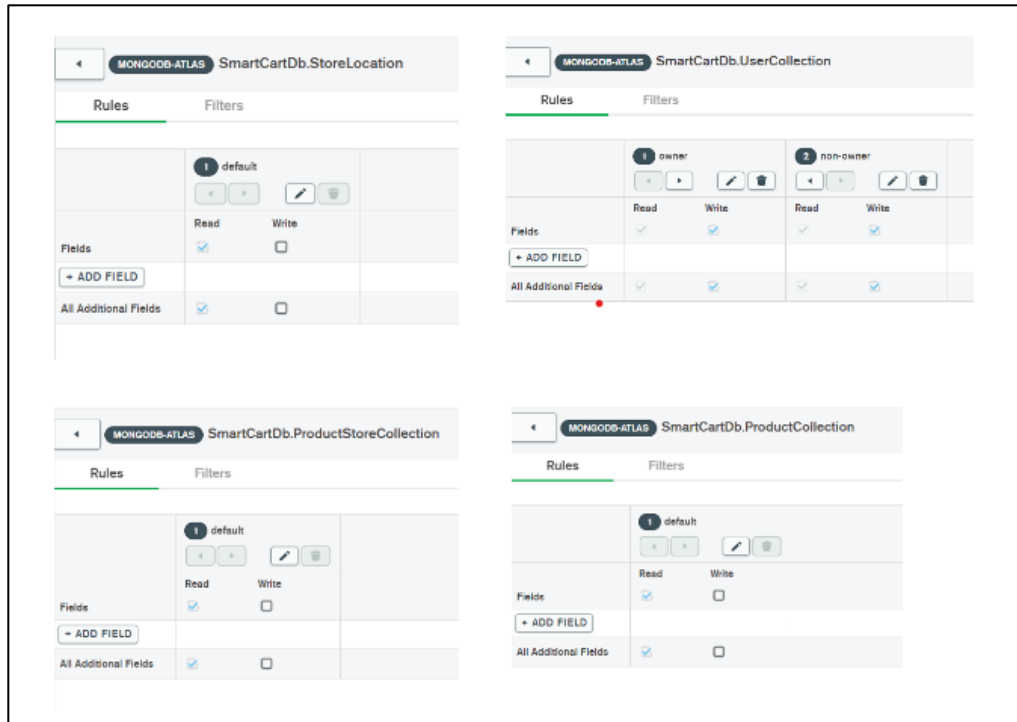 MONGODB-ATLAS SmartCartDb.StoreLocation
Rules Filters
1 default
Read Write
Fields
+ ADD FIELD
All Additional Fields
MONGODB-ATLAS SmartCartDb.UserCollection
Rules Filters
1 owner 2 non-owner
Read Write Read Write
Fields
+ ADD FIELD
All Additional Fields
MONGODB-ATLAS SmartCartDb.ProductStoreCollection
Rules Filters
1 default
Read Write
Fields
+ ADD FIELD
All Additional Fields
MONGODB-ATLAS SmartCartDb.ProductCollection
Rules Filters
1 default
Read Write
Fields
+ ADD FIELD
All Additional Fields